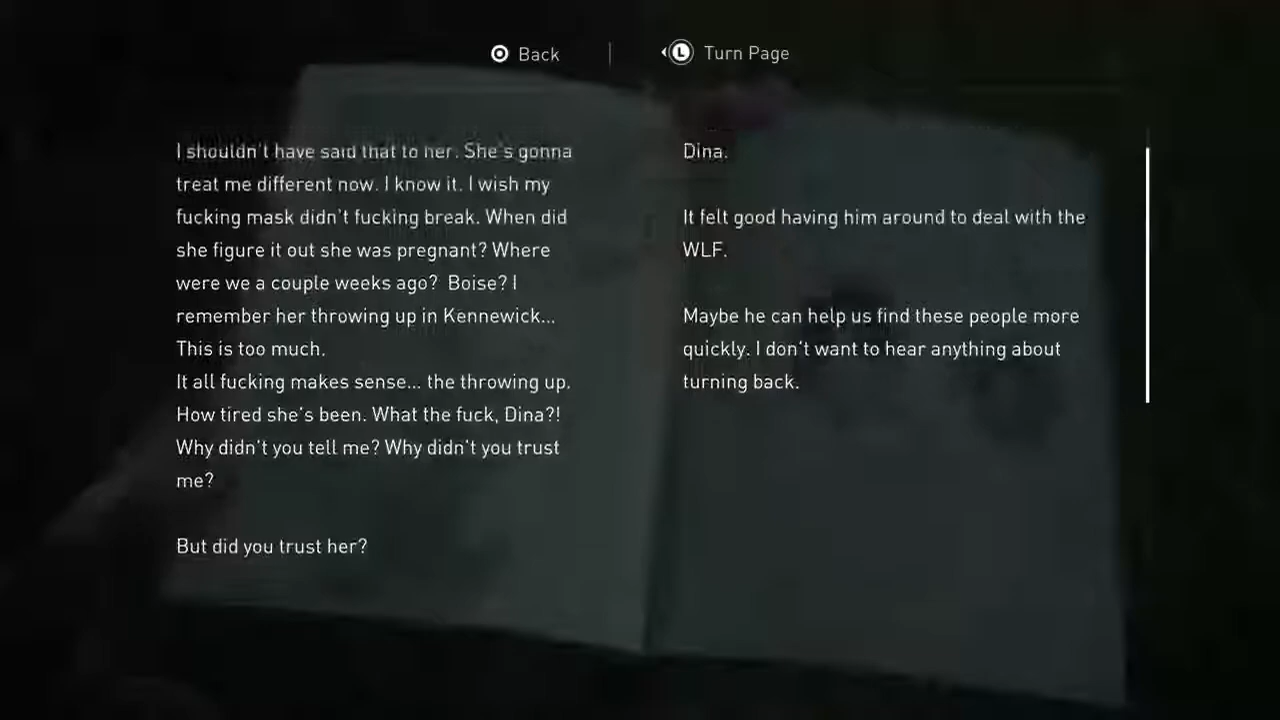 Back
L Turn Page
I shouldn't have said that to her. She's gonna
treat me different now. I know it. I wish my
fucking mask didn't fucking break. When did
she figure it out she was pregnant? Where
were we a couple weeks ago?  Boise? I
remember her throwing up in Kennewick...
This is too much.
It all fucking makes sense... the throwing up.
How tired she's been. What the fuck, Dina?!
Why didn't you tell me? Why didn't you trust
me?
But did you trust her?
Dina.
It felt good having him around to deal with the
WLF.
Maybe he can help us find these people more
quickly. I don't want to hear anything about
turning back.